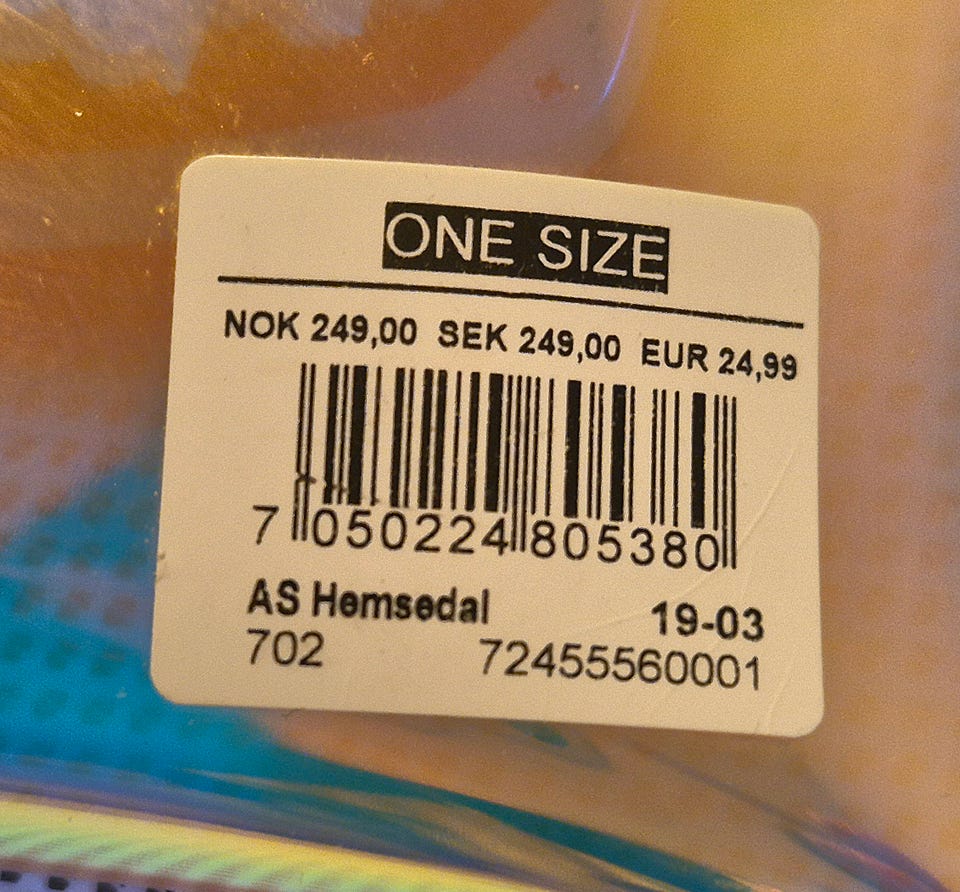 ONE SIZE
NOK 249,00 SEK 249,00 EUR 24,99
7 050224 805380
AS Hemsedal 19-03
702 72455560001